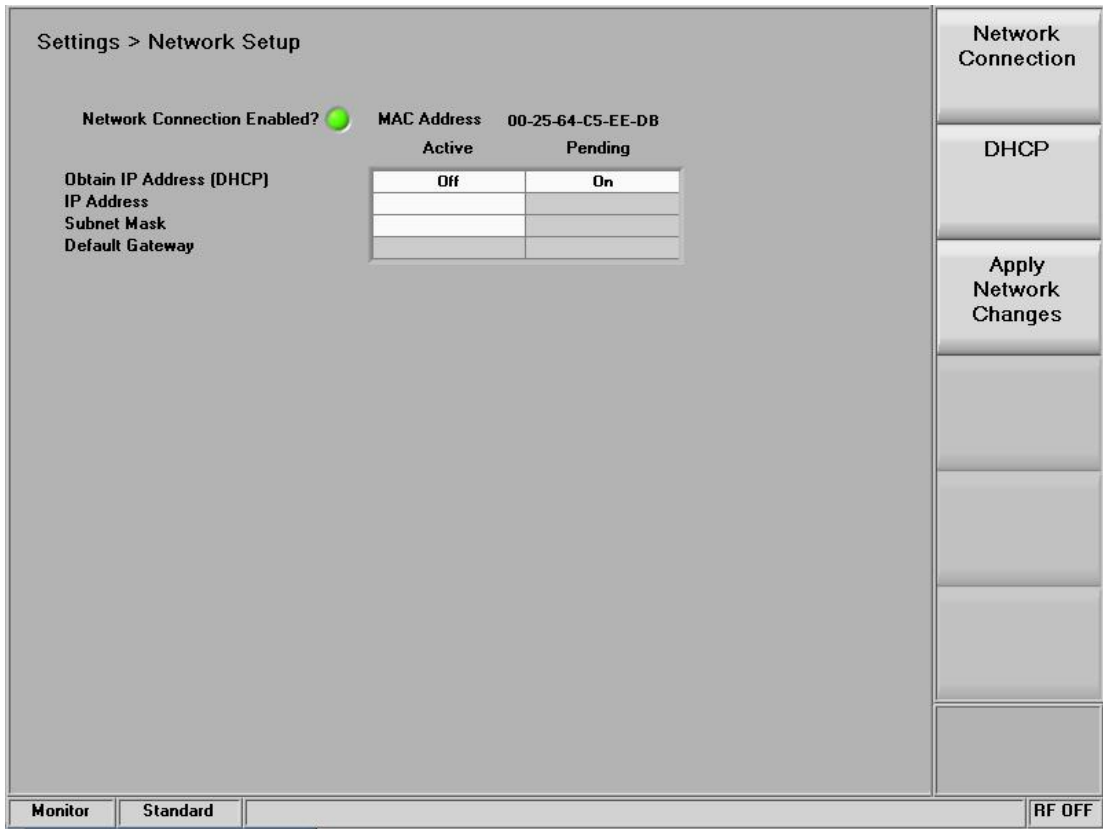 Settings > Network Setup
Network Connection Enabled? MAC Address 00-25-64-C5-EE-DB
Active Pending
Obtain IP Address (DHCP) Off On
IP Address
Subnet Mask
Default Gateway
Network
Connection
DHCP
Apply
Network
Changes
Monitor Standard RF OFF